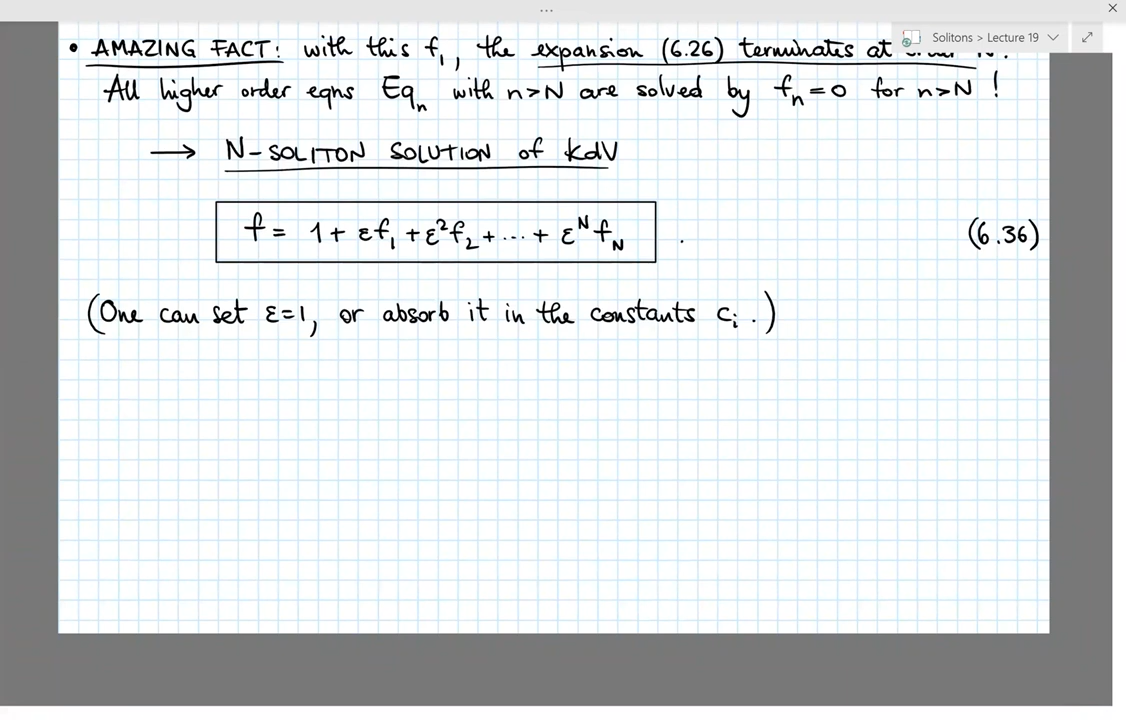 ...
Solitons > Lecture 19
• AMAZING FACT: with this f₁, the expansion (6.26) terminates at
All higher order eqns Eqₙ with n>N are solved by fₙ=0 for n>N !
⟶ N-SOLITON SOLUTION of KdV
f = 1 + εf₁ + ε²f₂ + ... + ε^N f_N . (6.36)
(One can set ε=1, or absorb it in the constants cᵢ .)